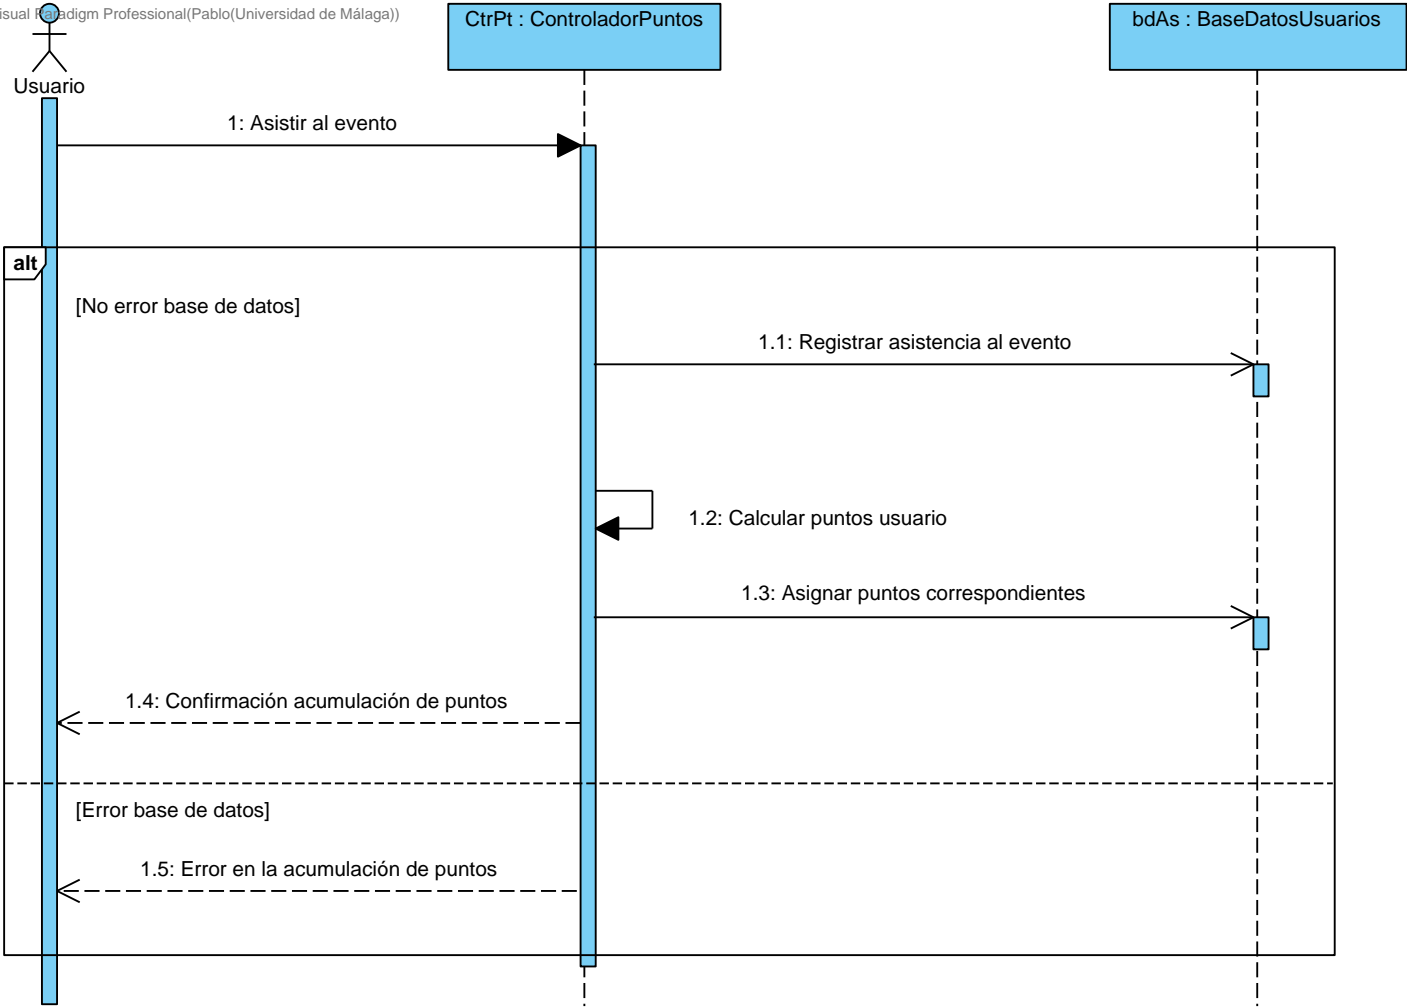 isual Paradigm Professional(Pablo(Universidad de Málaga))
CtrPt : ControladorPuntos
bdAs : BaseDatosUsuarios
Usuario
1: Asistir al evento
alt
[No error base de datos]
1.1: Registrar asistencia al evento
1.2: Calcular puntos usuario
1.3: Asignar puntos correspondientes
1.4: Confirmación acumulación de puntos
[Error base de datos]
1.5: Error en la acumulación de puntos